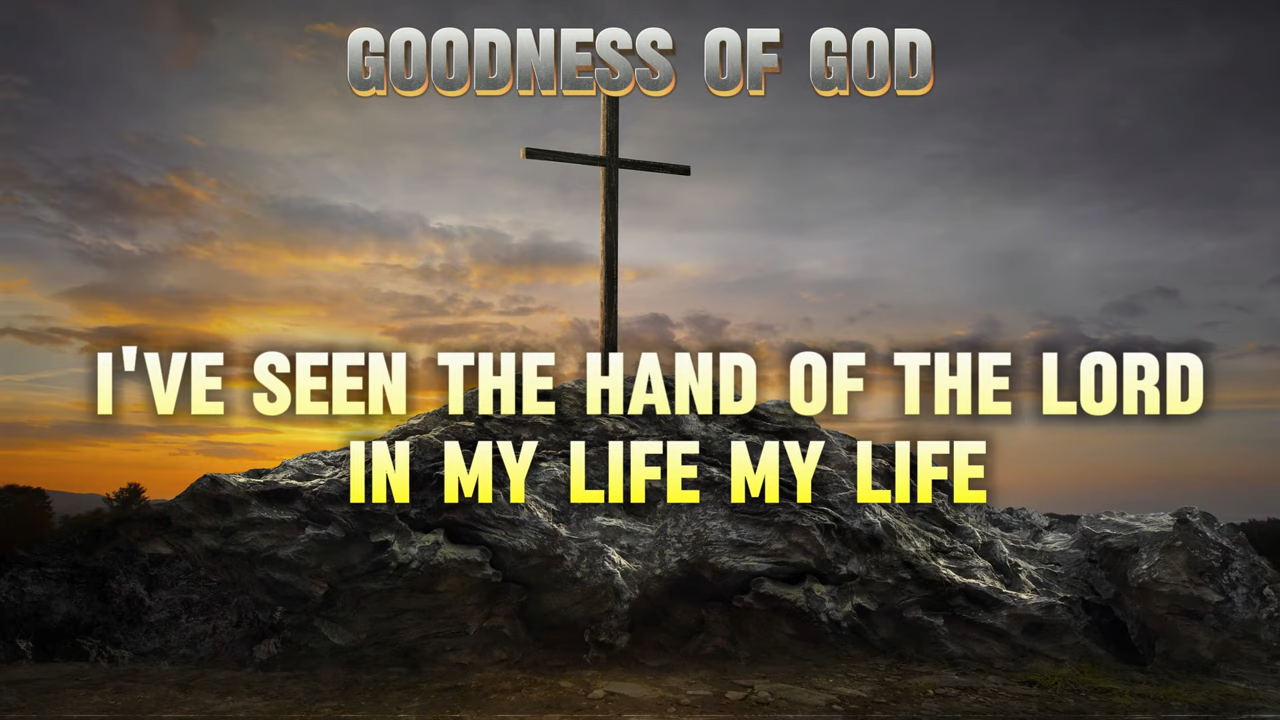 GOODNESS OF GOD
I'VE SEEN THE HAND OF THE LORD
IN MY LIFE MY LIFE